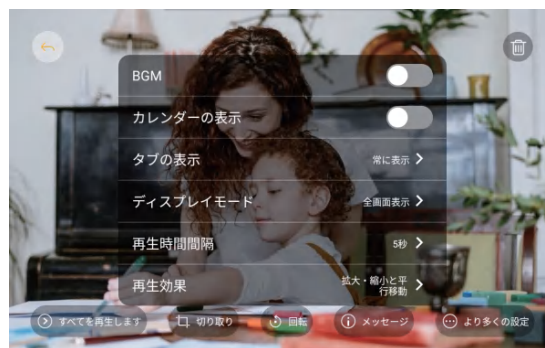 BGM
カレンダーの表示
タブの表示
常に表示
ディスプレイモード
全画面表示
再生時間間隔
5秒
再生効果
拡大・縮小と平
行移動
すべてを再生します
切り取り
回転
メッセージ
より多くの設定